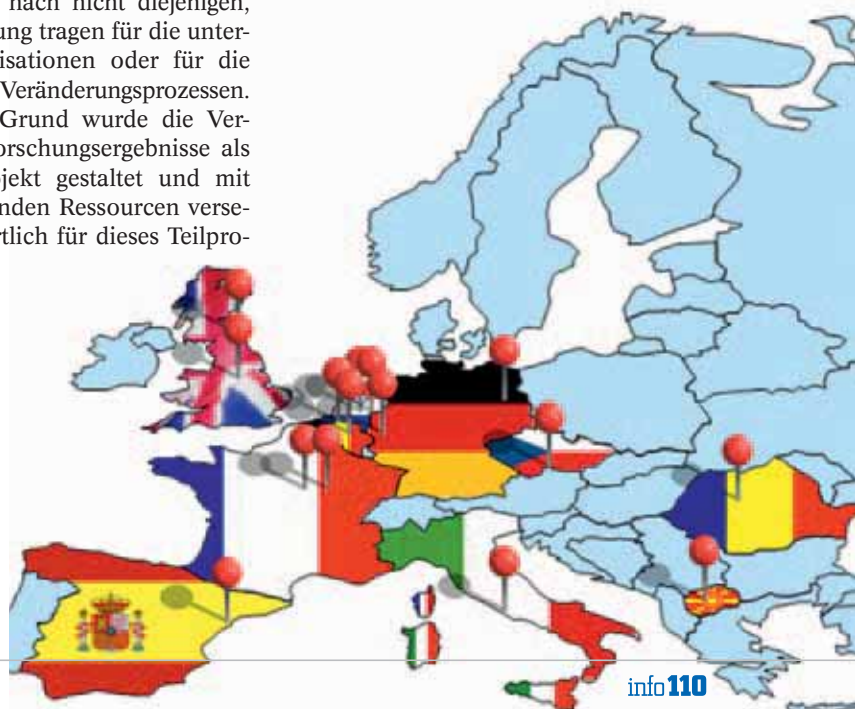 nach nicht diejenigen,
ung tragen für die unter-
isationen oder für die
Veränderungsprozessen.
Grund wurde die Ver-
orschungsergebnisse als
jekt gestaltet und mit
nden Ressourcen verse-
rtlich für dieses Teilpro-
info110